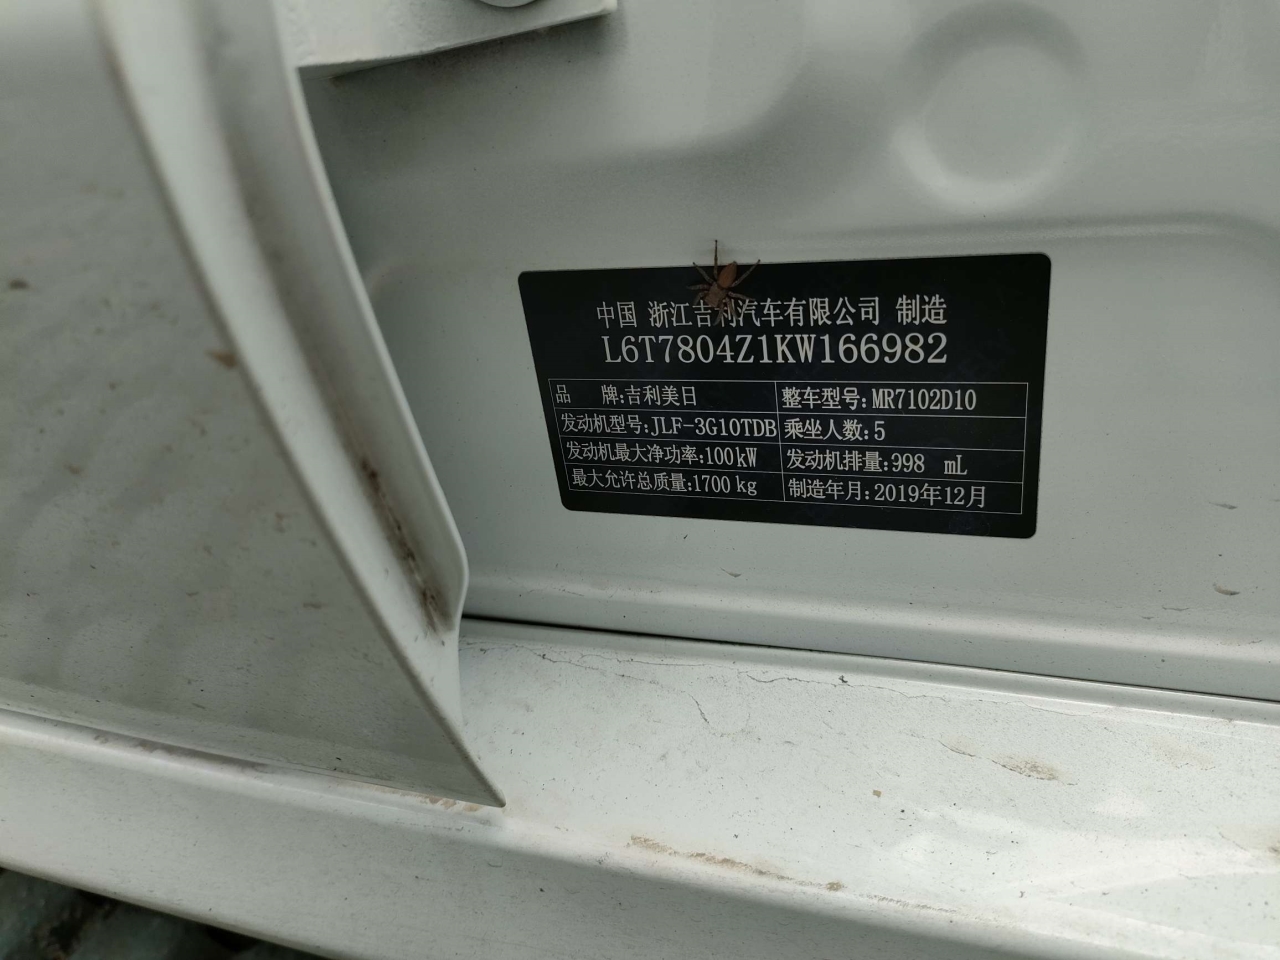 中国 浙江吉利汽车有限公司 制造
L6T7804Z1KW166982
品 牌:吉利美日 整车型号:MR7102D10
发动机型号:JLF-3G10TDB 乘坐人数:5
发动机最大净功率:100kW 发动机排量:998 mL
最大允许总质量:1700kg 制造年月:2019年12月